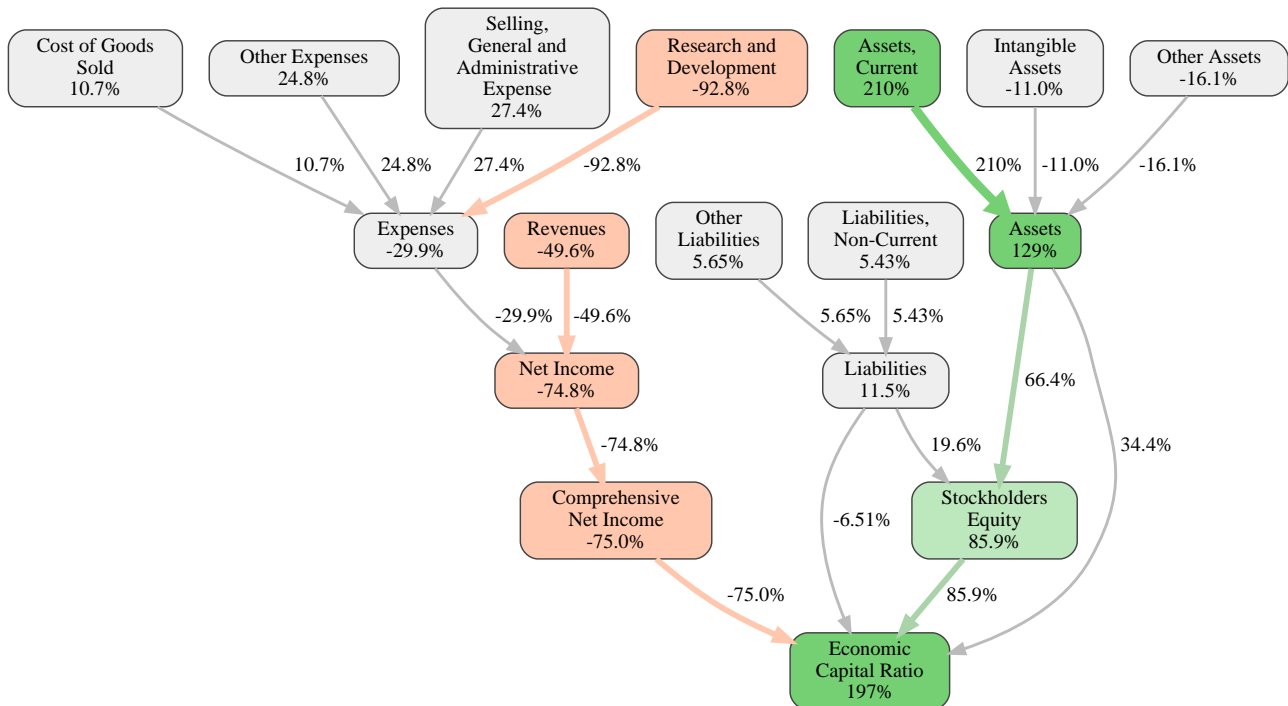 Cost of Goods
Sold
10.7%
Other Expenses
24.8%
Selling,
General and
Administrative
Expense
27.4%
Research and
Development
-92.8%
Assets,
Current
210%
Intangible
Assets
-11.0%
Other Assets
-16.1%
10.7%
24.8%
27.4%
-92.8%
210%
-11.0%
-16.1%
Expenses
-29.9%
Revenues
-49.6%
Other
Liabilities
5.65%
Liabilities,
Non-Current
5.43%
Assets
129%
-29.9%
-49.6%
5.65%
5.43%
Net Income
-74.8%
Liabilities
11.5%
66.4%
-74.8%
19.6%
34.4%
Comprehensive
Net Income
-75.0%
-6.51%
Stockholders
Equity
85.9%
-75.0%
85.9%
Economic
Capital Ratio
197%